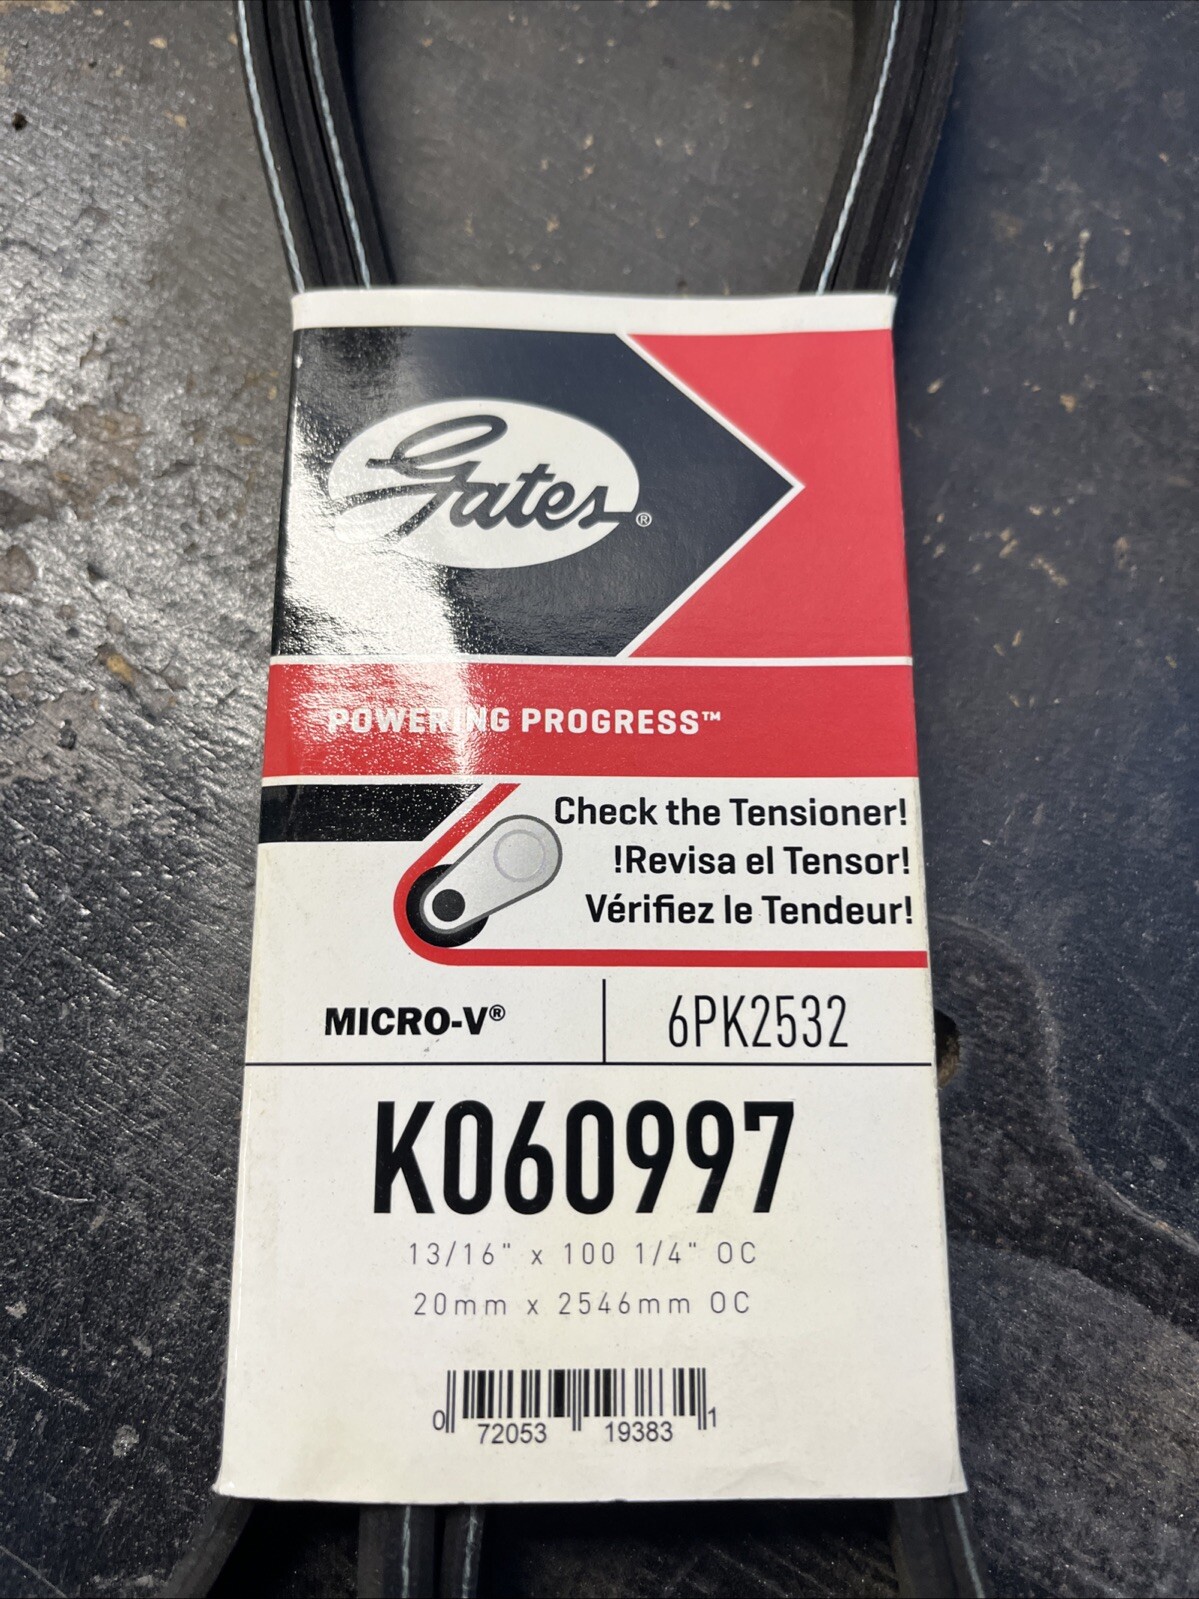 Gates®
POWERING PROGRESS™
Check the Tensioner!
!Revisa el Tensor!
Vérifiez le Tendeur!
MICRO-V®
6PK2532
K060997
13/16" x 100 1/4" OC
20mm x 2546mm OC
0 72053 19383 1